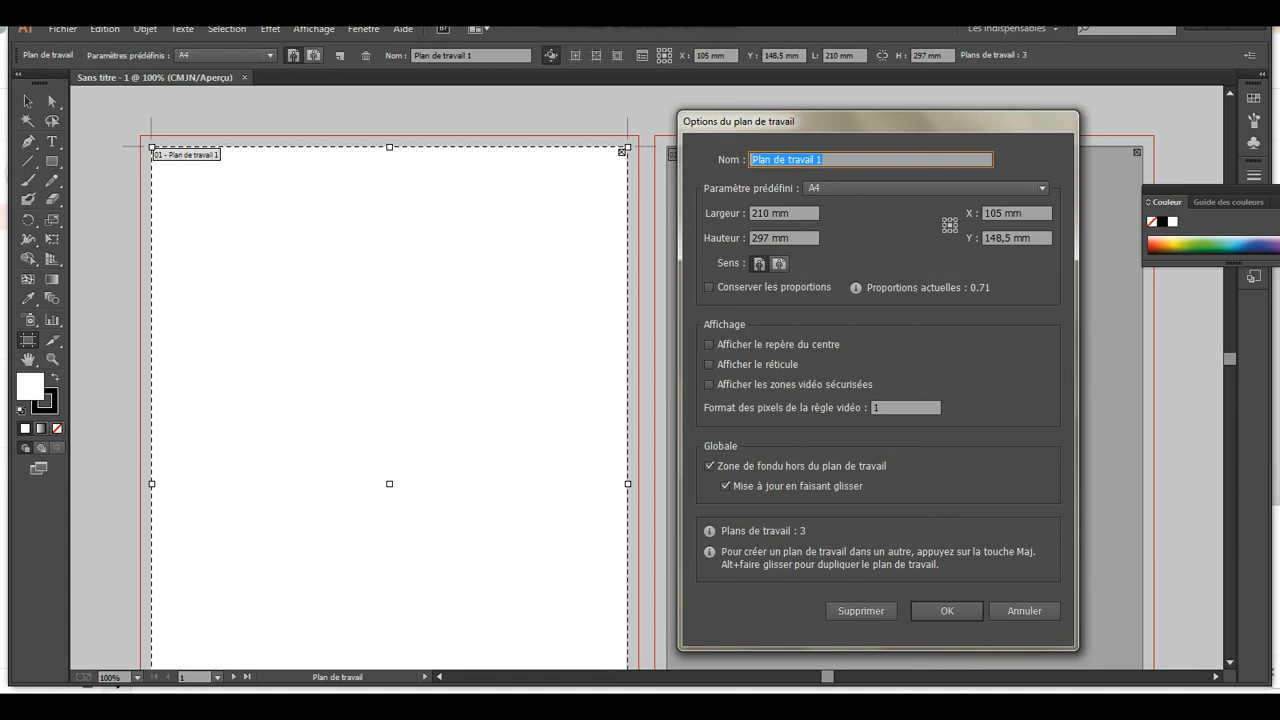 Ai Fichier Edition Objet Texte Sélection Effet Affichage Fenêtre Aide Br Les indispensables
Plan de travail Paramètres prédéfinis : A4 Nom : Plan de travail 1 X : 105 mm Y : 148,5 mm L: 210 mm H : 297 mm Plans de travail : 3
Sans titre - 1 @ 100% (CMJN/Aperçu) ×
01 - Plan de travail 1
Options du plan de travail
Nom : Plan de travail 1
Paramètre prédéfini : A4
Largeur : 210 mm X : 105 mm
Hauteur : 297 mm Y : 148,5 mm
Sens :
Conserver les proportions Proportions actuelles : 0.71
Affichage
Afficher le repère du centre
Afficher le réticule
Afficher les zones vidéo sécurisées
Format des pixels de la règle vidéo : 1
Globale
Zone de fondu hors du plan de travail
Mise à jour en faisant glisser
Plans de travail : 3
Pour créer un plan de travail dans un autre, appuyez sur la touche Maj.
Alt+faire glisser pour dupliquer le plan de travail.
Supprimer OK Annuler
Couleur Guide des couleurs
100% 1 Plan de travail